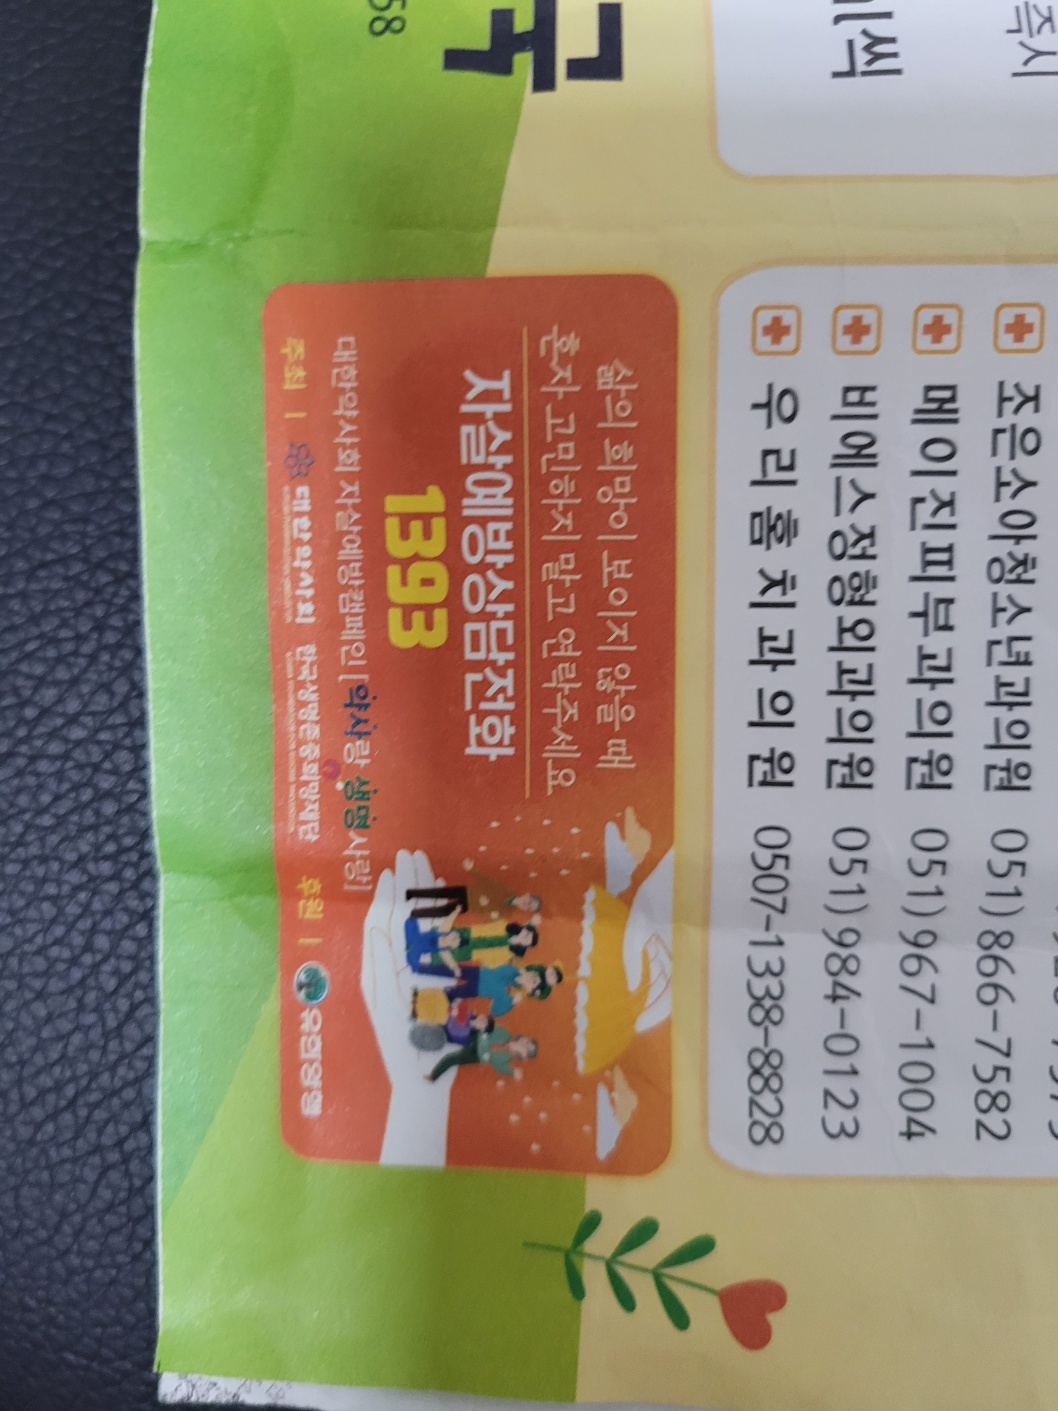 즉시
씩
조은소아청소년과의원 051)866-7582
메이진피부과의원 051)967-1004
비에스정형외과의원 051)984-0123
우리홈치과의원 0507-1338-8828
국
58
삶의 희망이 보이지 않을 때
혼자 고민하지 말고 연락주세요
자살예방상담전화
1393
대한약사회 자살예방캠페인 [약사랑 생명사랑]
주최 | 대한약사회 한국생명존중희망재단 후원 | 유한양행